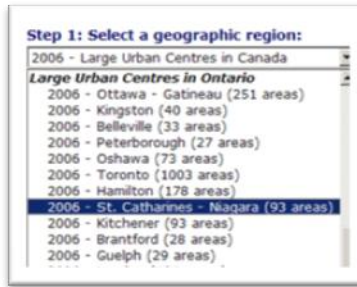 Step 1: Select a geographic region:
2006 - Large Urban Centres in Canada
Large Urban Centres in Ontario
2006 - Ottawa - Gatineau (251 areas)
2006 - Kingston (40 areas)
2006 - Belleville (33 areas)
2006 - Peterborough (27 areas)
2006 - Oshawa (73 areas)
2006 - Toronto (1003 areas)
2006 - Hamilton (178 areas)
2006 - St. Catharines - Niagara (93 areas)
2006 - Kitchener (93 areas)
2006 - Brantford (28 areas)
2006 - Guelph (29 areas)